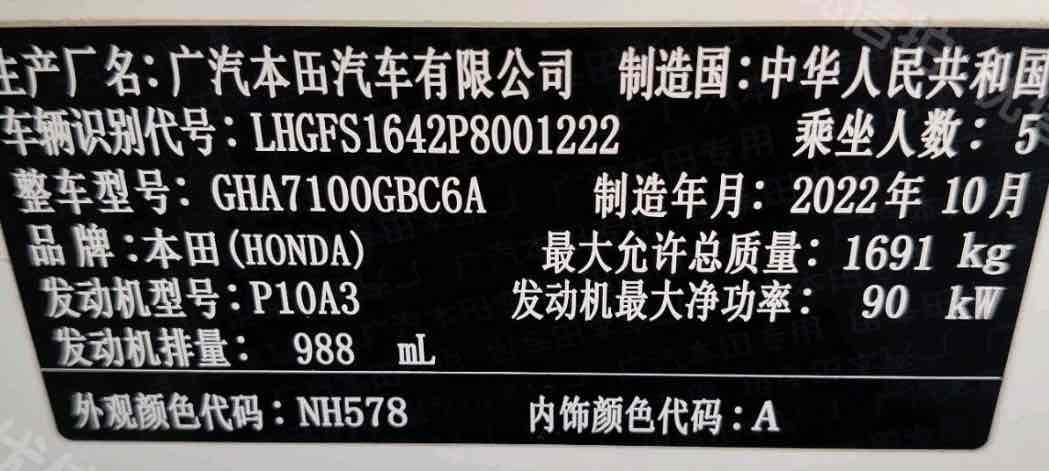 生产厂名:广汽本田汽车有限公司 制造国:中华人民共和国
车辆识别代号:LHGFS1642P8001222 乘坐人数:5
整车型号:GHA7100GBC6A 制造年月:2022年10月
品牌:本田(HONDA) 最大允许总质量:1691 kg
发动机型号:P10A3 发动机最大净功率:90 kW
发动机排量:988 mL
外观颜色代码:NH578 内饰颜色代码:A